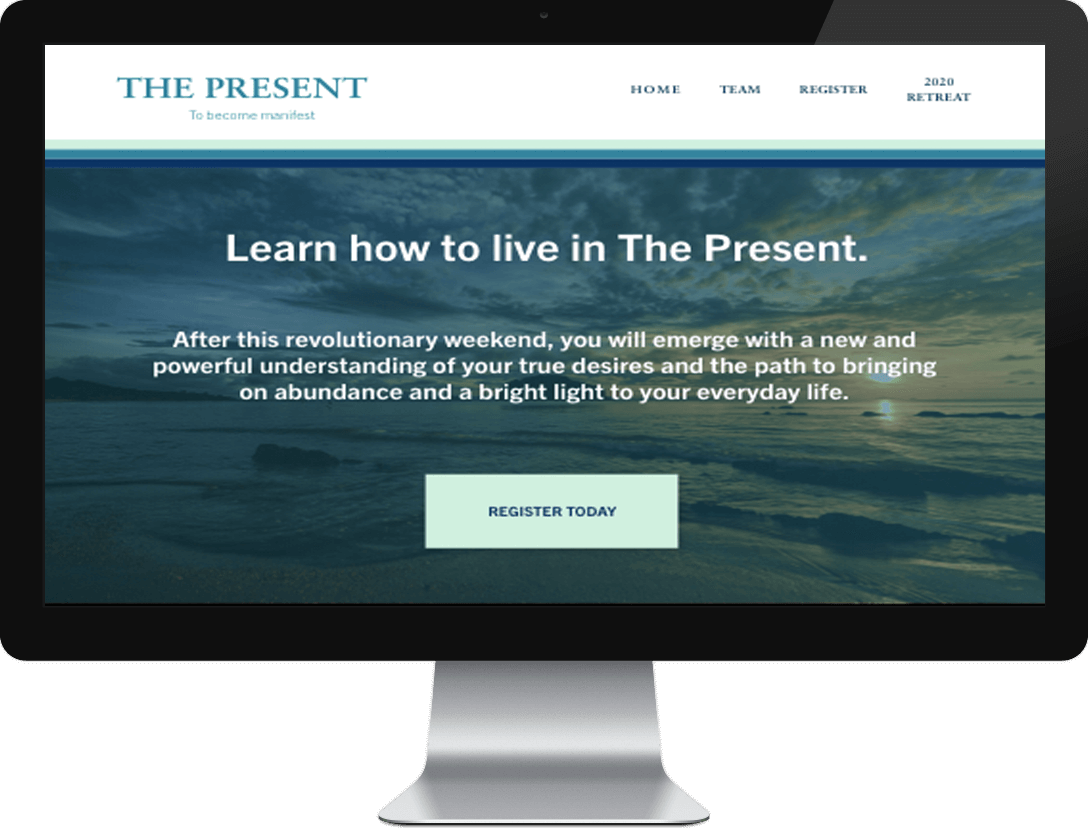 THE PRESENT
To become manifest
HOME TEAM REGISTER 2020 RETREAT
Learn how to live in The Present.
After this revolutionary weekend, you will emerge with a new and
powerful understanding of your true desires and the path to bringing
on abundance and a bright light to your everyday life.
REGISTER TODAY